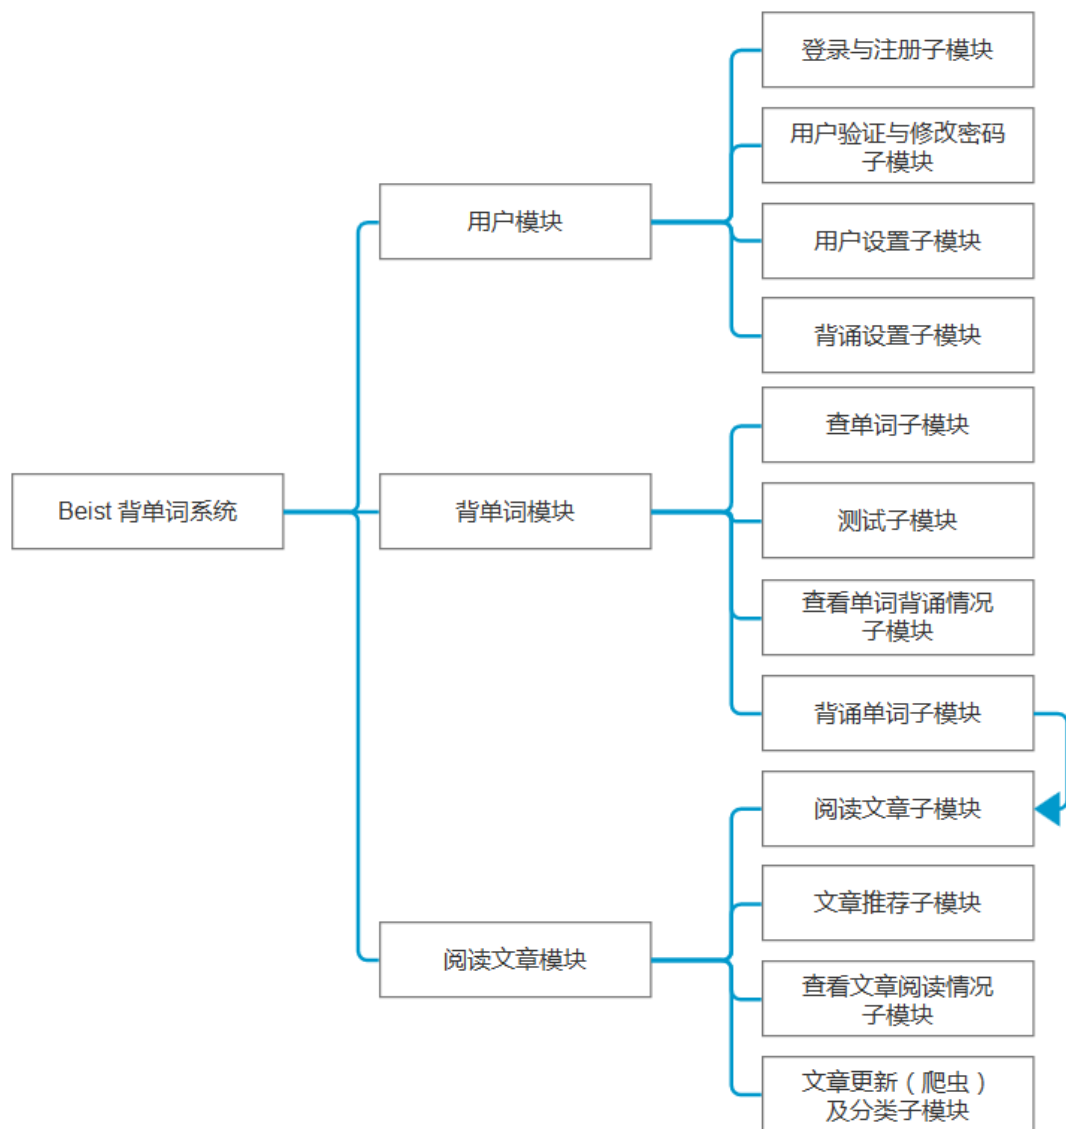 登录与注册子模块
用户验证与修改密码
子模块
用户模块
用户设置子模块
背诵设置子模块
查单词子模块
Beist 背单词系统
背单词模块
测试子模块
查看单词背诵情况
子模块
背诵单词子模块
阅读文章子模块
文章推荐子模块
阅读文章模块
查看文章阅读情况
子模块
文章更新（爬虫）
及分类子模块